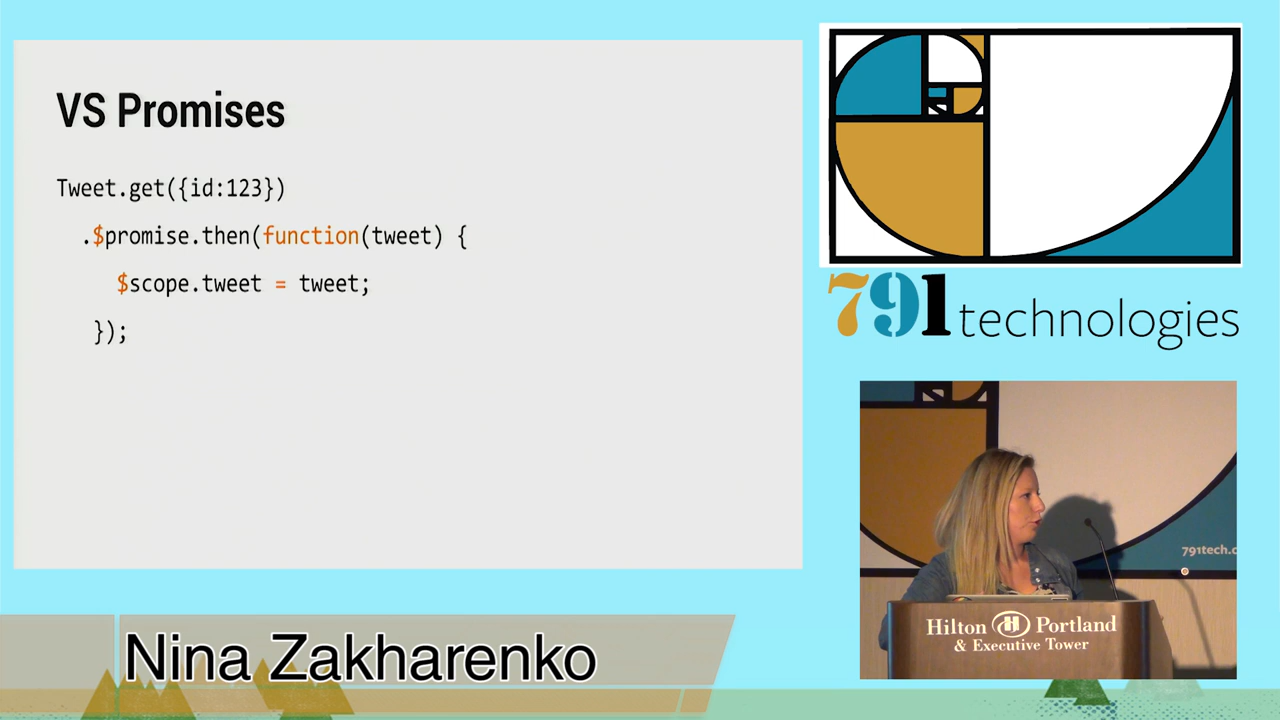 VS Promises
Tweet.get({id:123})
.$promise.then(function(tweet) {
$scope.tweet = tweet;
});
791 technologies
Hilton Portland
& Executive Tower
Nina Zakharenko